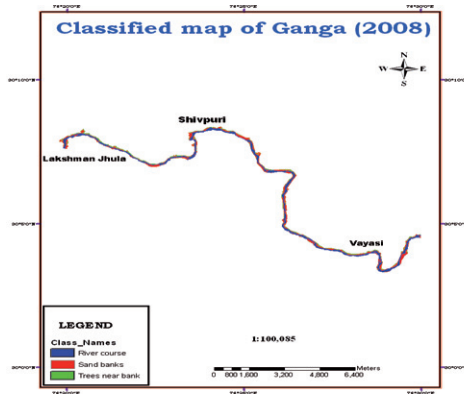 Classified map of Ganga (2008)
N
W E
S
Shivpuri
Lakshman Jhula
Vayasi
LEGEND
Class_Names
River course
Sand banks
Trees near bank
1:100,085
Meters
0 800 1,600 3,200 4,800 6,400